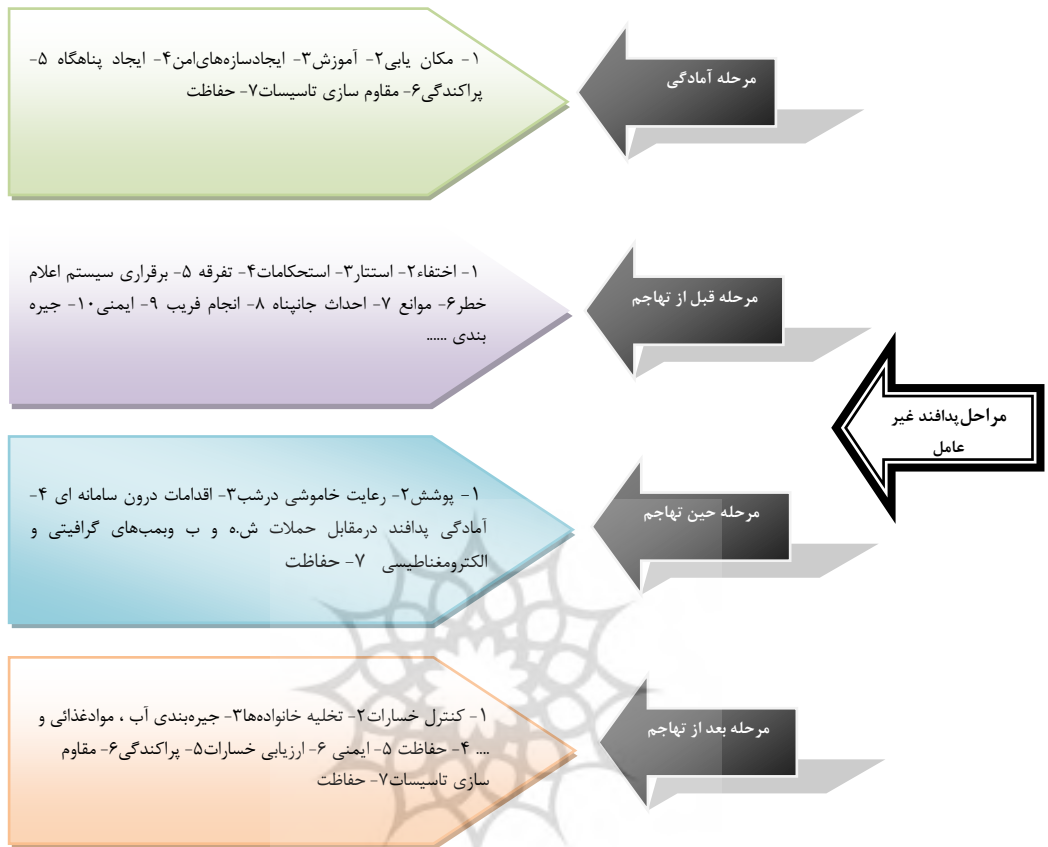 مراحل پدافند غیر
عامل
مرحله آمادگی
۱- مکان یابی۲- آموزش۳- ایجادسازه‌های‌امن۴- ایجاد پناهگاه ۵-
پراکندگی۶- مقاوم سازی تاسیسات۷- حفاظت
مرحله قبل از تهاجم
۱- اختفاء۲- استتار۳- استحکامات۴- تفرقه ۵- برقراری سیستم اعلام
خطر۶- موانع ۷- احداث جانپناه ۸- انجام فریب ۹- ایمنی۱۰- جیره
بندی ......
مرحله حین تهاجم
۱- پوشش۲- رعایت خاموشی درشب۳- اقدامات درون سامانه ای ۴-
آمادگی پدافند درمقابل حملات ش.ه و ب وبمب‌های گرافیتی و
الکترومغناطیسی ۷- حفاظت
مرحله بعد از تهاجم
۱- کنترل خسارات۲- تخلیه خانواده‌ها۳- جیره‌بندی آب ، موادغذائی و
.... ۴- حفاظت ۵- ایمنی ۶- ارزیابی خسارات۵- پراکندگی۶- مقاوم
سازی تاسیسات۷- حفاظت